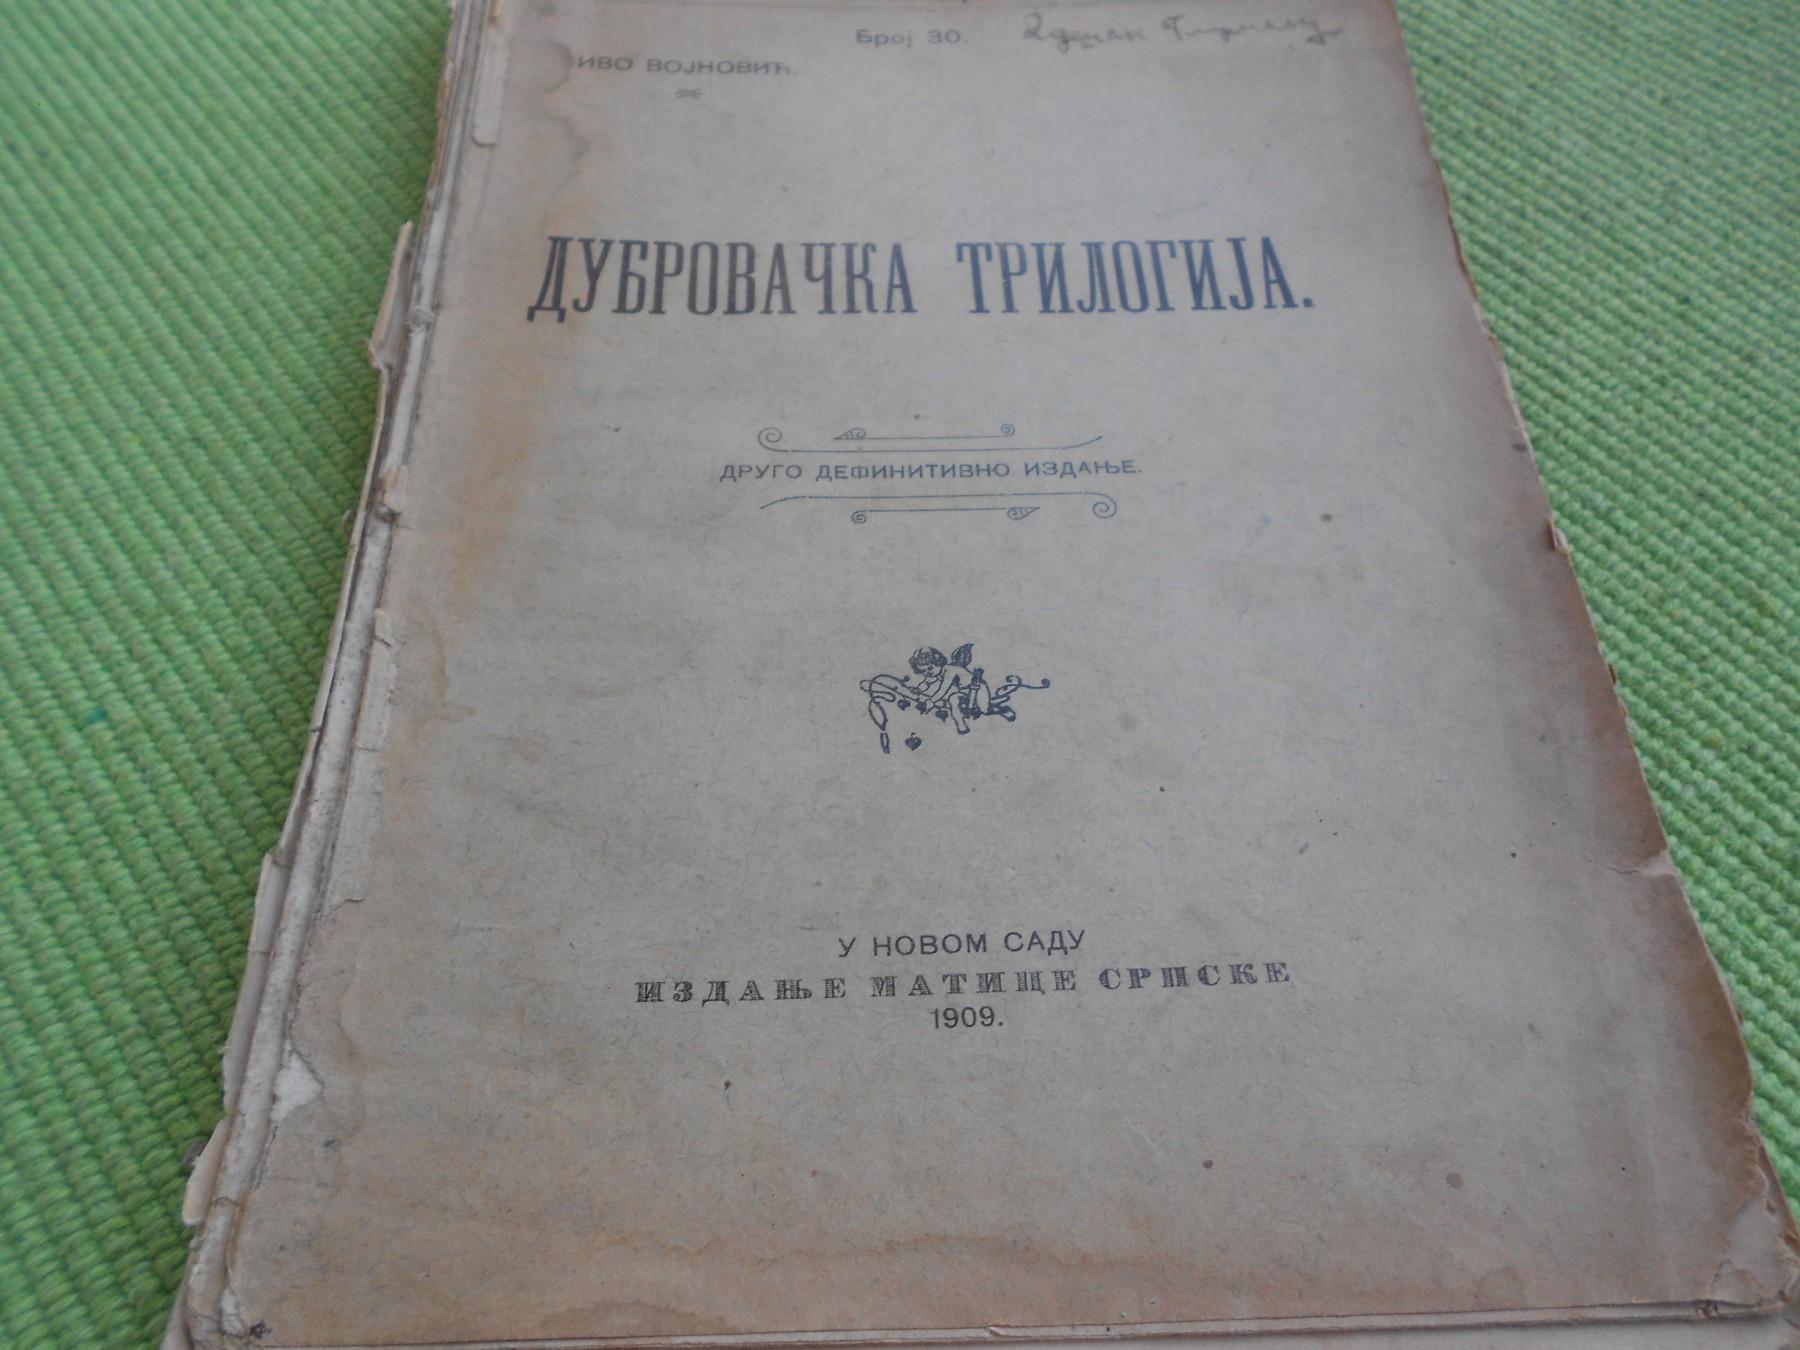 Број 30.
ИВО ВОЈНОВИЋ.
ДУБРОВАЧКА ТРИЛОГИЈА.
ДРУГО ДЕФИНИТИВНО ИЗДАЊЕ.
У НОВОМ САДУ
ИЗДАЊЕ МАТИЦЕ СРПСКЕ
1909.